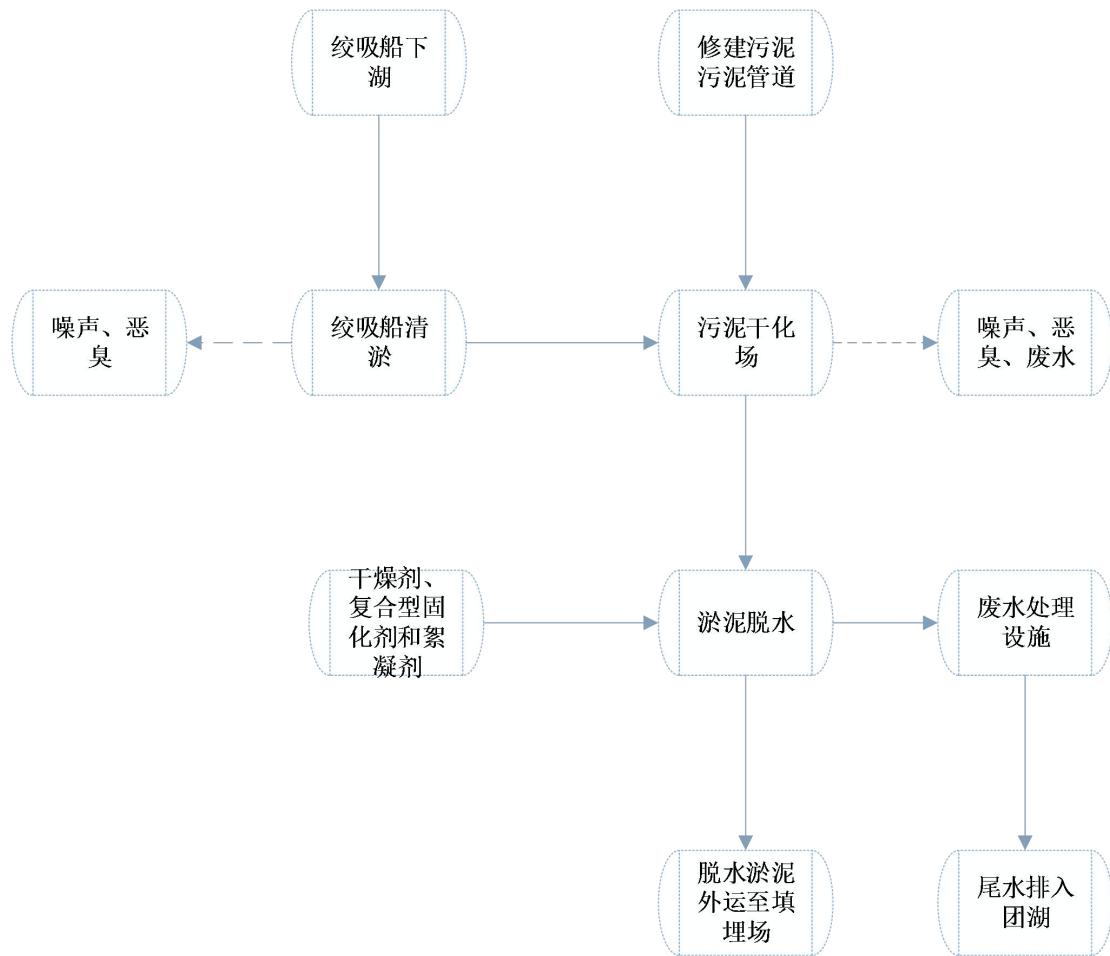 绞吸船下
湖
修建污泥
污泥管道
噪声、恶
臭
绞吸船清
淤
污泥干化
场
噪声、恶
臭、废水
干燥剂、
复合型固
化剂和絮
凝剂
淤泥脱水
废水处理
设施
脱水淤泥
外运至填
埋场
尾水排入
团湖